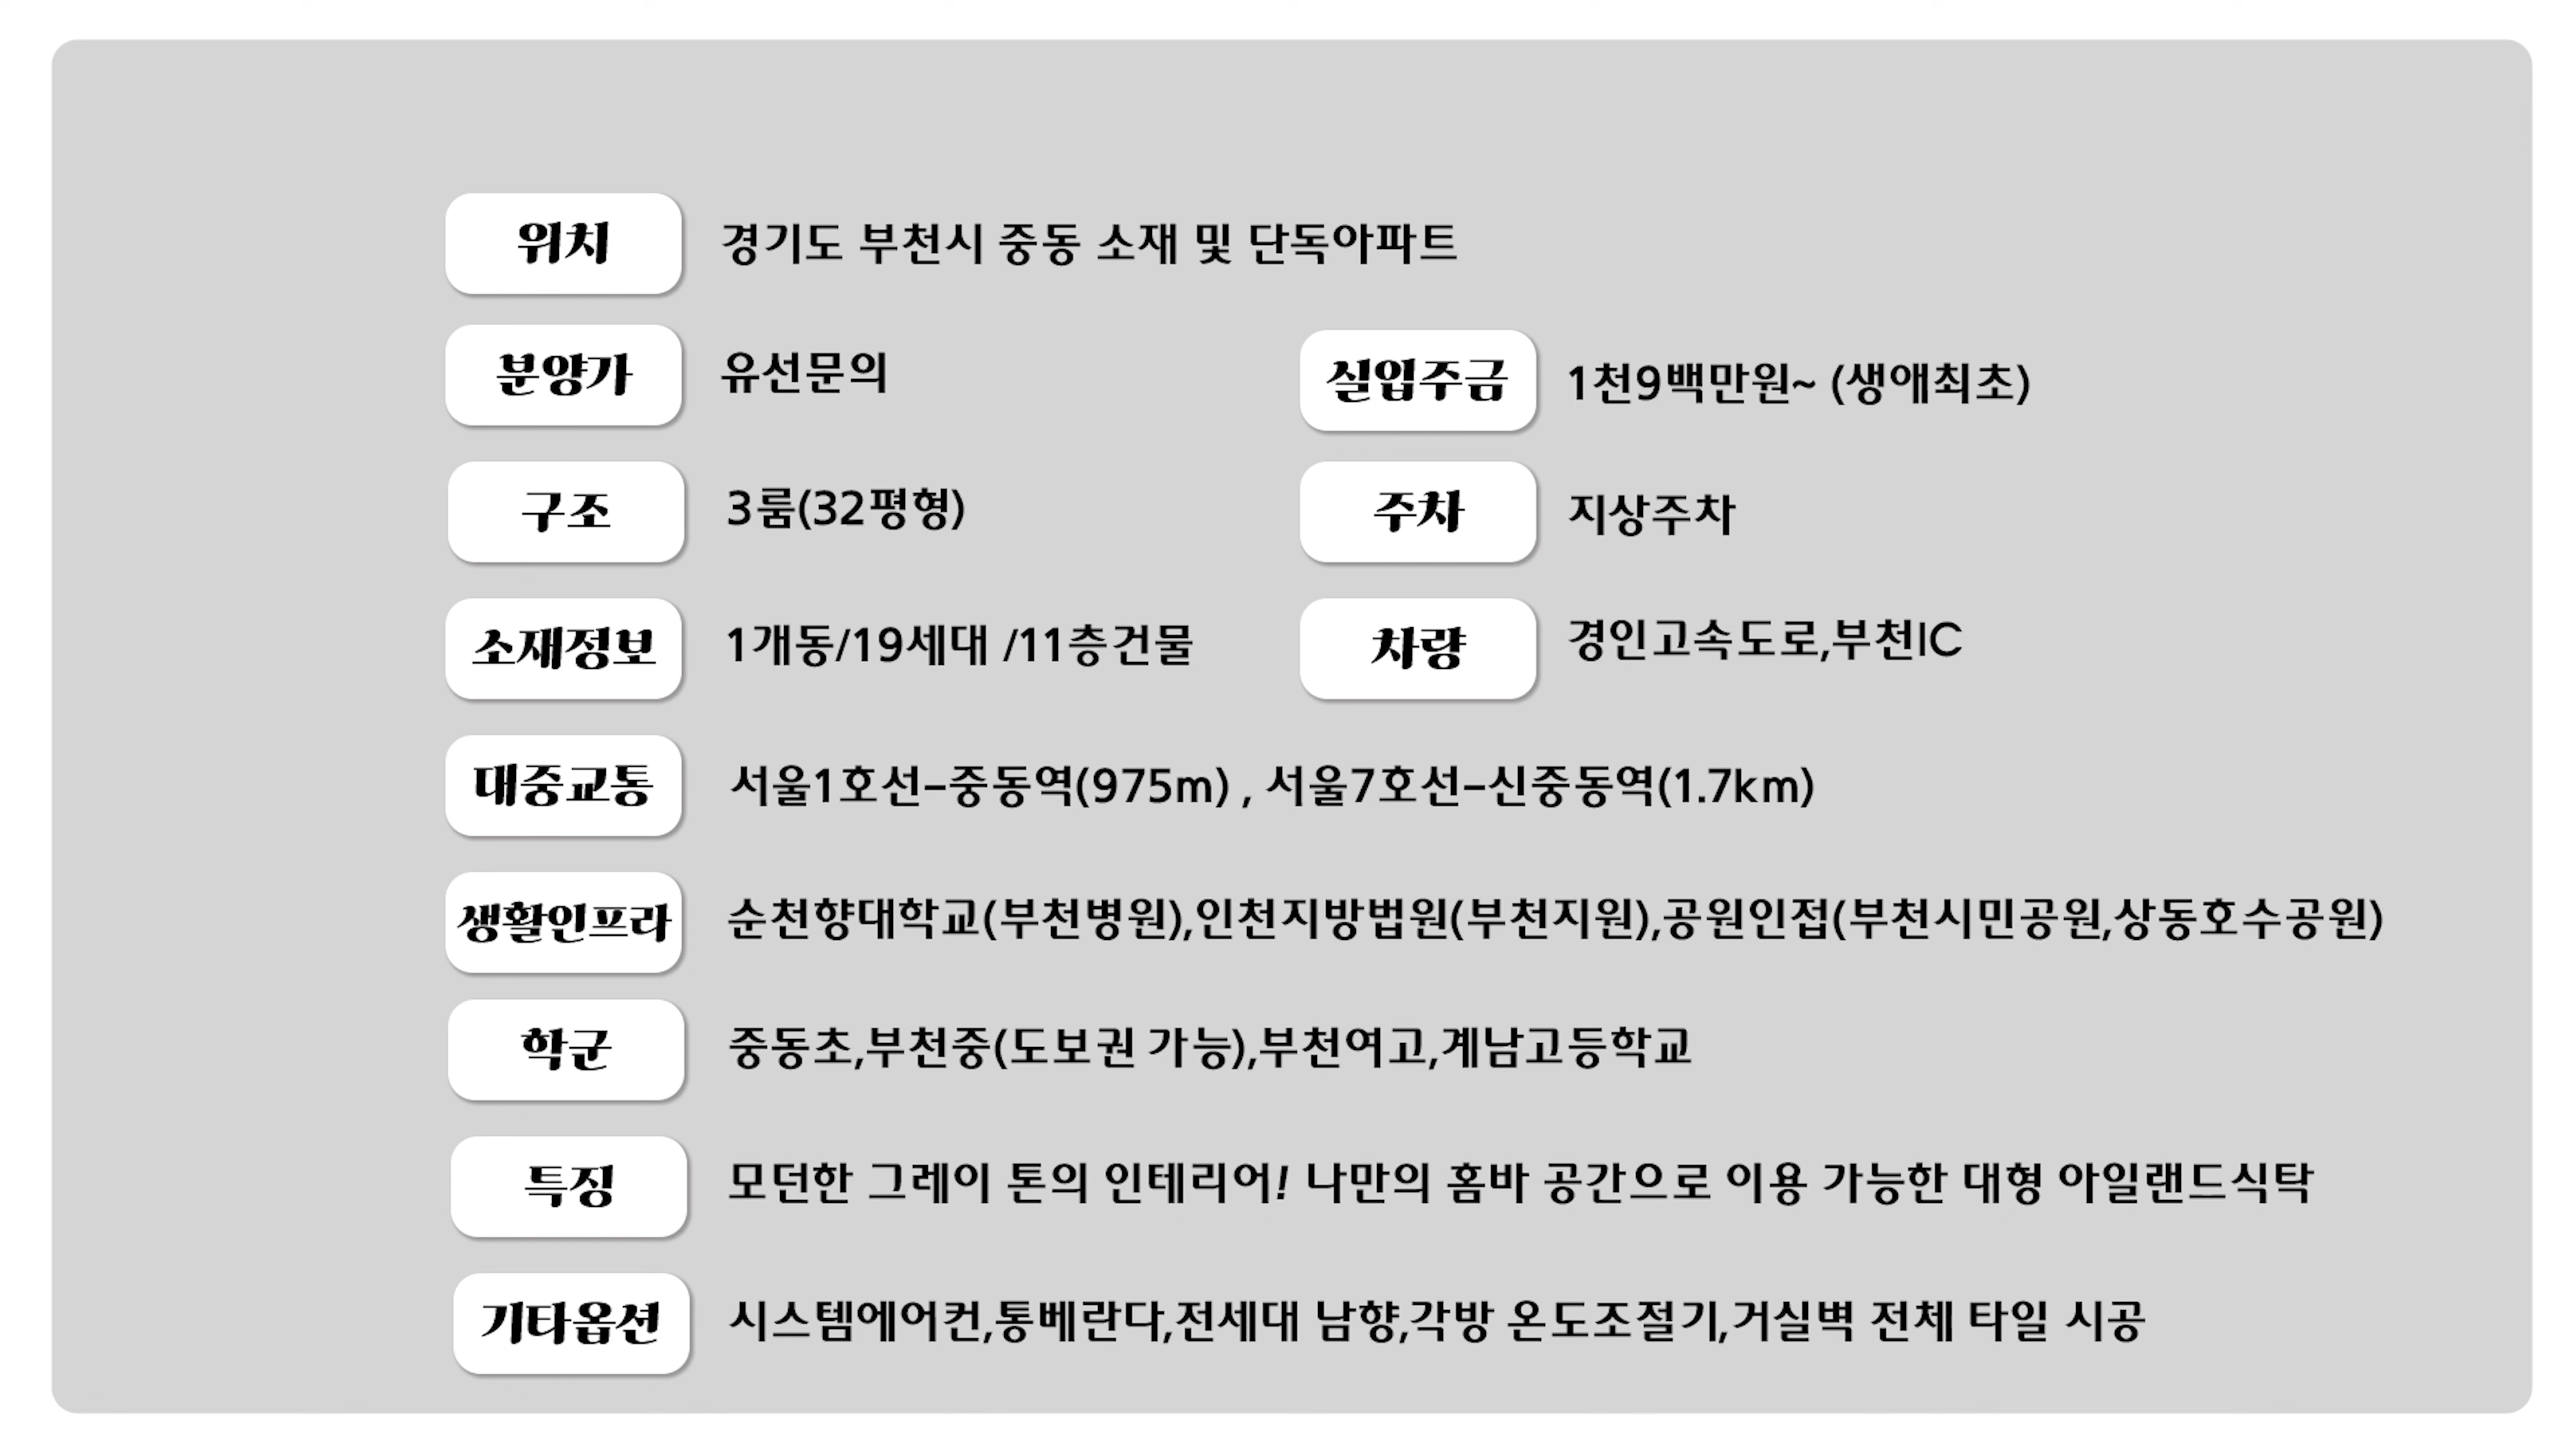 위치 경기도 부천시 중동 소재 및 단독아파트
분양가 유선문의 실입주금 1천9백만원~ (생애최초)
구조 3룸(32평형) 주차 지상주차
소재정보 1개동/19세대 /11층건물 차량 경인고속도로,부천IC
대중교통 서울1호선-중동역(975m) , 서울7호선-신중동역(1.7km)
생활인프라 순천향대학교(부천병원),인천지방법원(부천지원),공원인접(부천시민공원,상동호수공원)
학군 중동초,부천중(도보권 가능),부천여고,계남고등학교
특징 모던한 그레이 톤의 인테리어! 나만의 홈바 공간으로 이용 가능한 대형 아일랜드식탁
기타옵션 시스템에어컨,통베란다,전세대 남향,각방 온도조절기,거실벽 전체 타일 시공